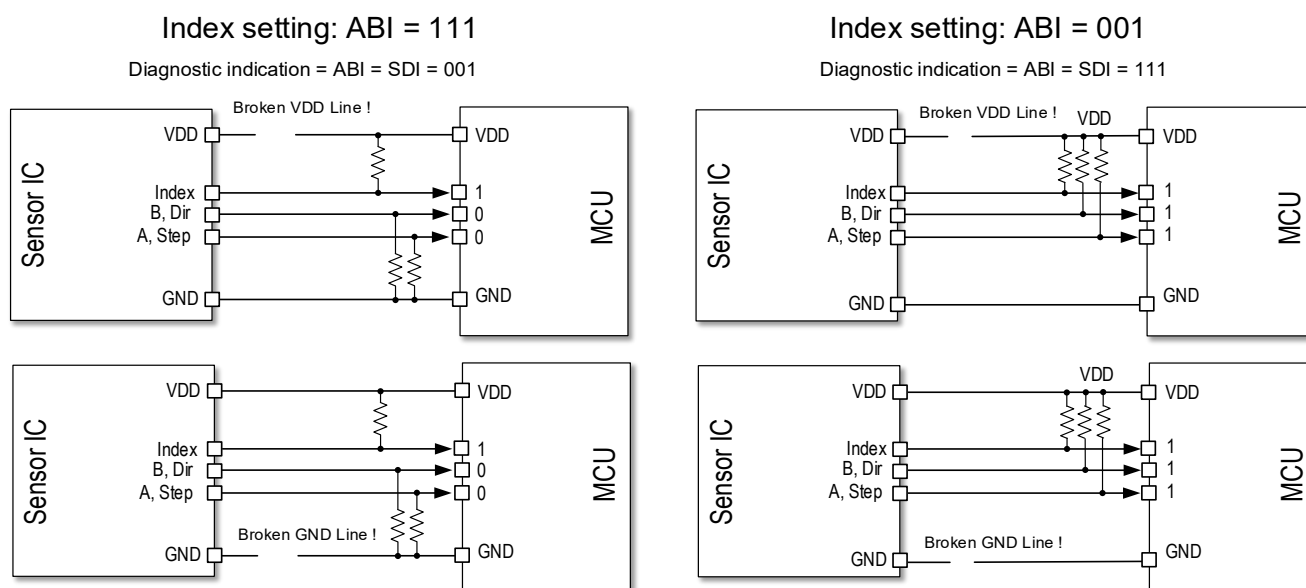 Index setting: ABI = 111
Diagnostic indication = ABI = SDI = 001
Broken VDD Line !
Sensor IC
VDD
Index
B, Dir
A, Step
GND
VDD
1
0
0
GND
MCU
Sensor IC
VDD
Index
B, Dir
A, Step
GND
Broken GND Line !
VDD
1
0
0
GND
MCU
Index setting: ABI = 001
Diagnostic indication = ABI = SDI = 111
Broken VDD Line !
VDD
Sensor IC
VDD
Index
B, Dir
A, Step
GND
VDD
1
1
1
GND
MCU
VDD
Sensor IC
VDD
Index
B, Dir
A, Step
GND
Broken GND Line !
VDD
1
1
1
GND
MCU